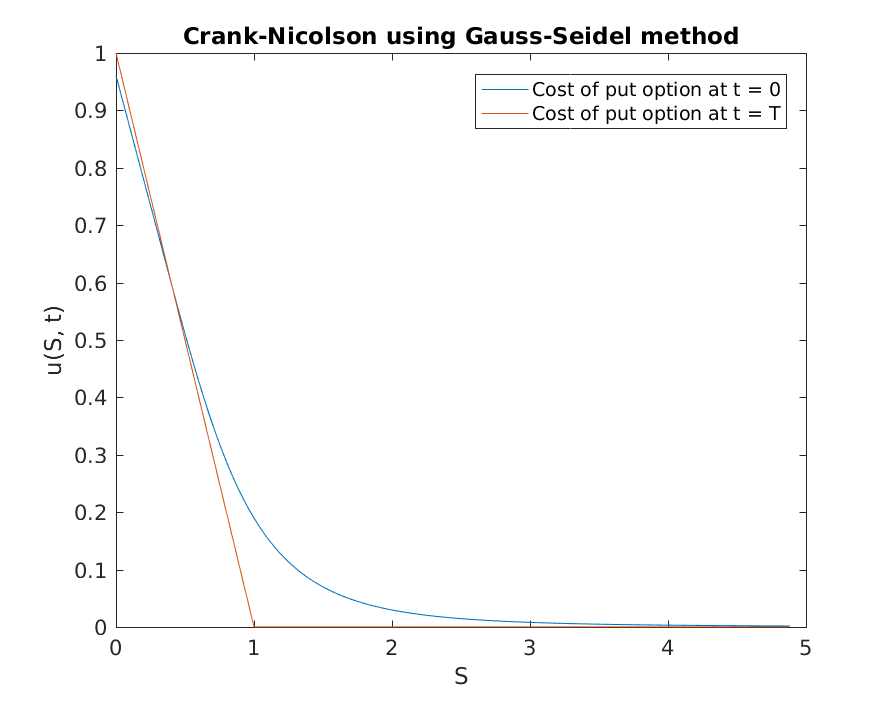 Crank-Nicolson using Gauss-Seidel method
Cost of put option at t = 0
Cost of put option at t = T
1
0.9
0.8
0.7
0.6
0.5
0.4
0.3
0.2
0.1
0
u(S, t)
0 1 2 3 4 5
S